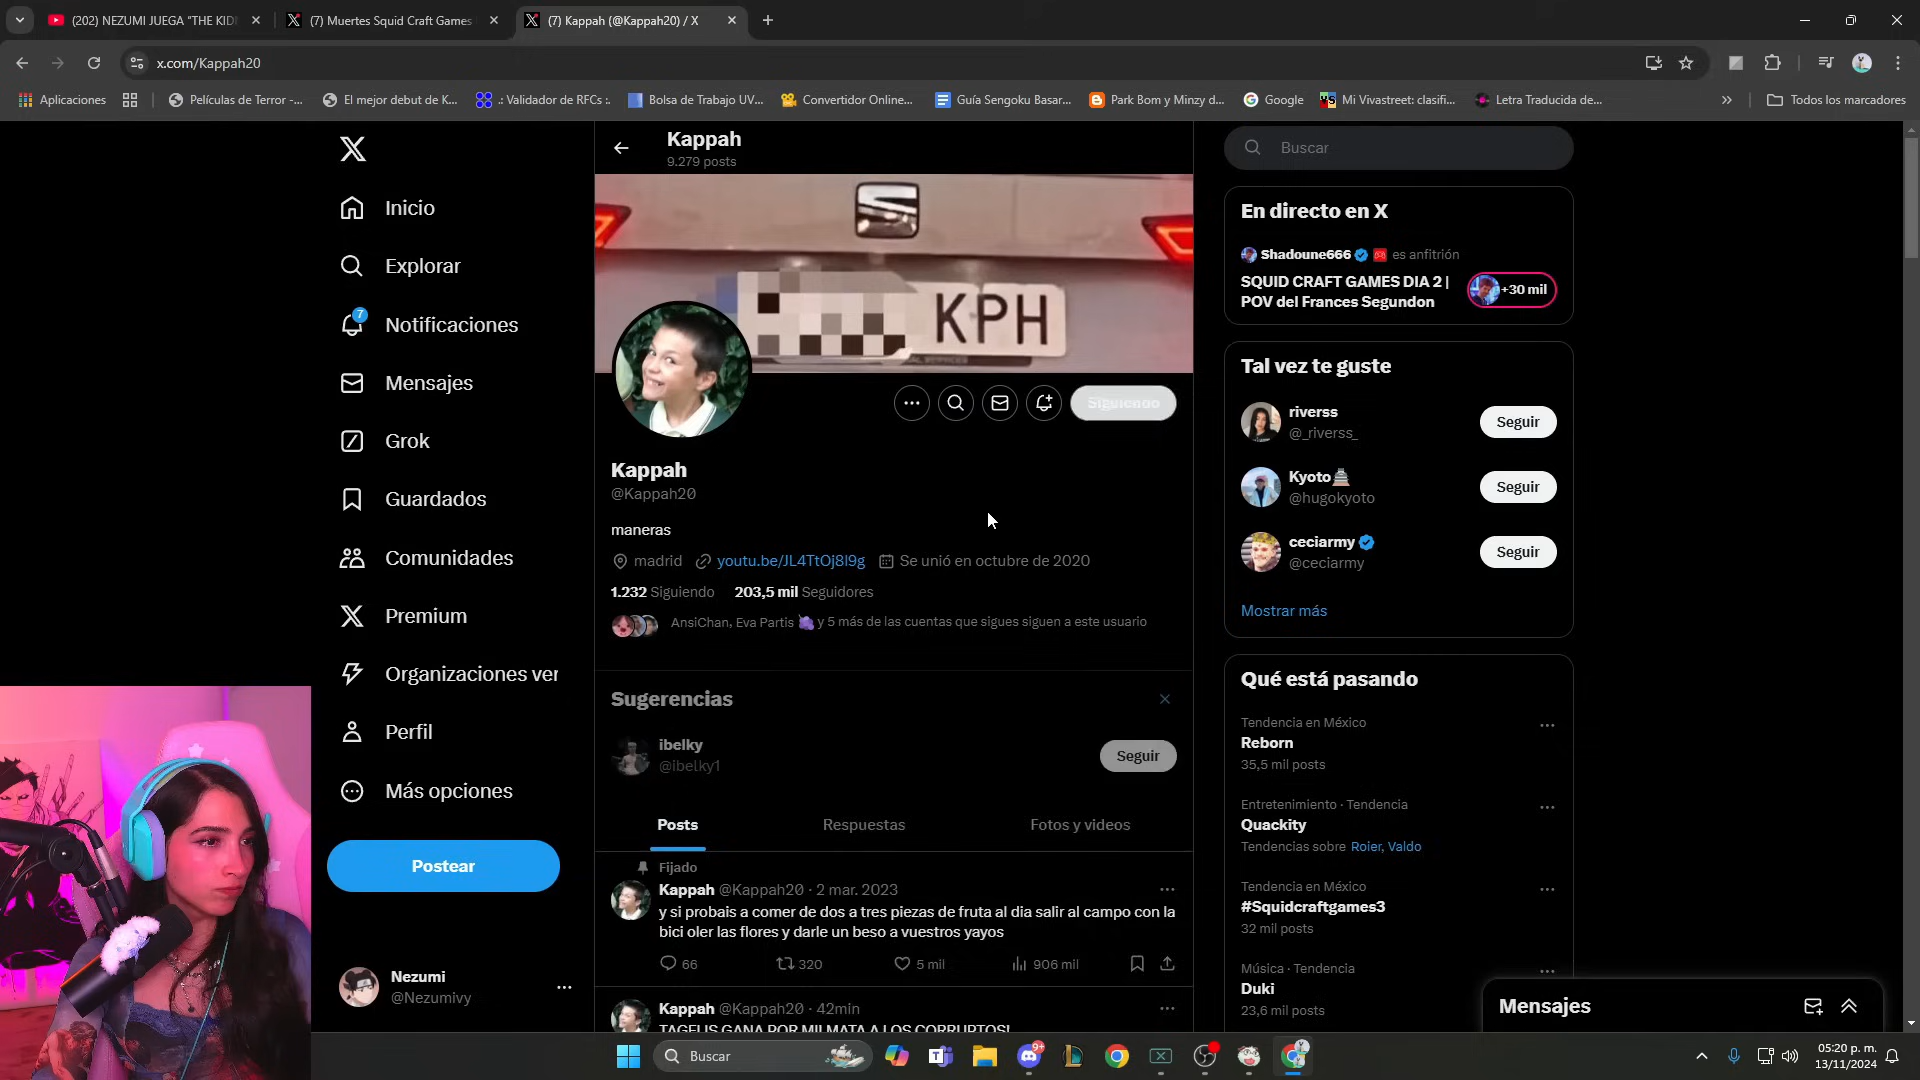 (202) NEZUMI JUEGA "THE KID
(7) Muertes Squid Craft Games
(7) Kappah (@Kappah20) / X
x.com/Kappah20
Aplicaciones
Películas de Terror -...
El mejor debut de K...
.: Validador de RFCs :.
Bolsa de Trabajo UV...
Convertidor Online...
Guía Sengoku Basar...
Park Bom y Minzy d...
Google
Mi Vivastreet: clasifi...
Letra Traducida de...
Todos los marcadores
Inicio
Explorar
7
Notificaciones
Mensajes
Grok
Guardados
Comunidades
Premium
Organizaciones ver
Perfil
Más opciones
Postear
Nezumi
@Nezumivy
Kappah
9.279 posts
KPH
Siguiendo
Kappah
@Kappah20
maneras
madrid
youtu.be/JL4TtOj8I9g
Se unió en octubre de 2020
1.232 Siguiendo
203,5 mil Seguidores
AnsiChan, Eva Partis y 5 más de las cuentas que sigues siguen a este usuario
Sugerencias
ibelky
@ibelky1
Seguir
Posts
Respuestas
Fotos y videos
Fijado
Kappah @Kappah20 · 2 mar. 2023
y si probais a comer de dos a tres piezas de fruta al dia salir al campo con la
bici oler las flores y darle un beso a vuestros yayos
66
320
5 mil
906 mil
Kappah @Kappah20 · 42min
TAGELIS GANA POR MILMATA A LOS CORRUPTOS!
Buscar
En directo en X
Shadoune666 es anfitrión
SQUID CRAFT GAMES DIA 2 |
POV del Frances Segundon
+30 mil
Tal vez te guste
riverss
@_riverss_
Seguir
Kyoto
@hugokyoto
Seguir
ceciarmy
@ceciarmy
Seguir
Mostrar más
Qué está pasando
Tendencia en México
Reborn
35,5 mil posts
Entretenimiento · Tendencia
Quackity
Tendencias sobre Roier, Valdo
Tendencia en México
#Squidcraftgames3
32 mil posts
Música · Tendencia
Duki
23,6 mil posts
Mensajes
Buscar
9+
05:20 p. m.
13/11/2024